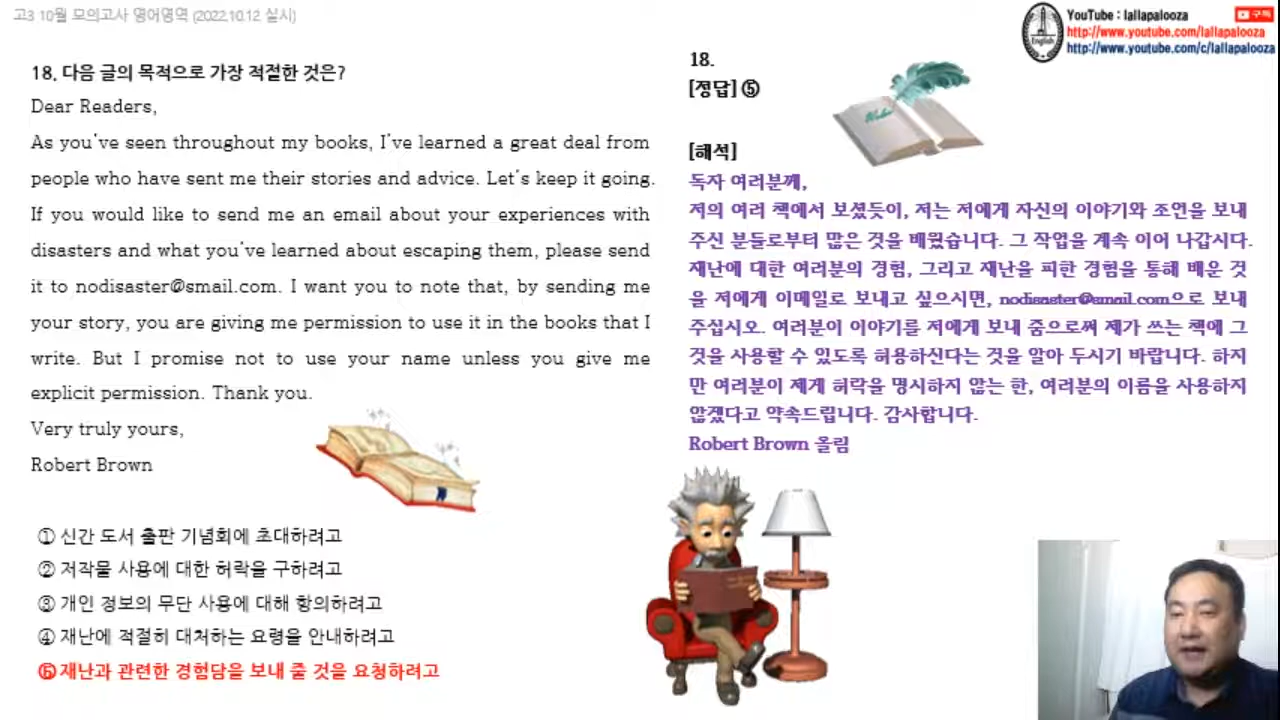 고3 10월 모의고사 영어영역 (2022.10.12. 실시)
18. 다음 글의 목적으로 가장 적절한 것은?
Dear Readers,
As you've seen throughout my books, I've learned a great deal from
people who have sent me their stories and advice. Let's keep it going.
If you would like to send me an email about your experiences with
disasters and what you've learned about escaping them, please send
it to nodisaster@smail.com. I want you to note that, by sending me
your story, you are giving me permission to use it in the books that I
write. But I promise not to use your name unless you give me
explicit permission. Thank you.
Very truly yours,
Robert Brown
① 신간 도서 출판 기념회에 초대하려고
② 저작물 사용에 대한 허락을 구하려고
③ 개인 정보의 무단 사용에 대해 항의하려고
④ 재난에 적절히 대처하는 요령을 안내하려고
⑤ 재난과 관련한 경험담을 보내 줄 것을 요청하려고
18.
[정답] ⑤
[해석]
독자 여러분께,
저의 여러 책에서 보셨듯이, 저는 저에게 자신의 이야기와 조언을 보내
주신 분들로부터 많은 것을 배웠습니다. 그 작업을 계속 이어 나갑시다.
재난에 대한 여러분의 경험, 그리고 재난을 피한 경험을 통해 배운 것
을 저에게 이메일로 보내고 싶으시면, nodisaster@smail.com으로 보내
주십시오. 여러분이 이야기를 저에게 보내 줌으로써 제가 쓰는 책에 그
것을 사용할 수 있도록 허용하신다는 것을 알아 두시기 바랍니다. 하지
만 여러분이 제게 허락을 명시하지 않는 한, 여러분의 이름을 사용하지
않겠다고 약속드립니다. 감사합니다.
Robert Brown 올림
YouTube : lallapalooza
구독
http://www.youtube.com/lallapalooza
http://www.youtube.com/c/lallapalooza
English